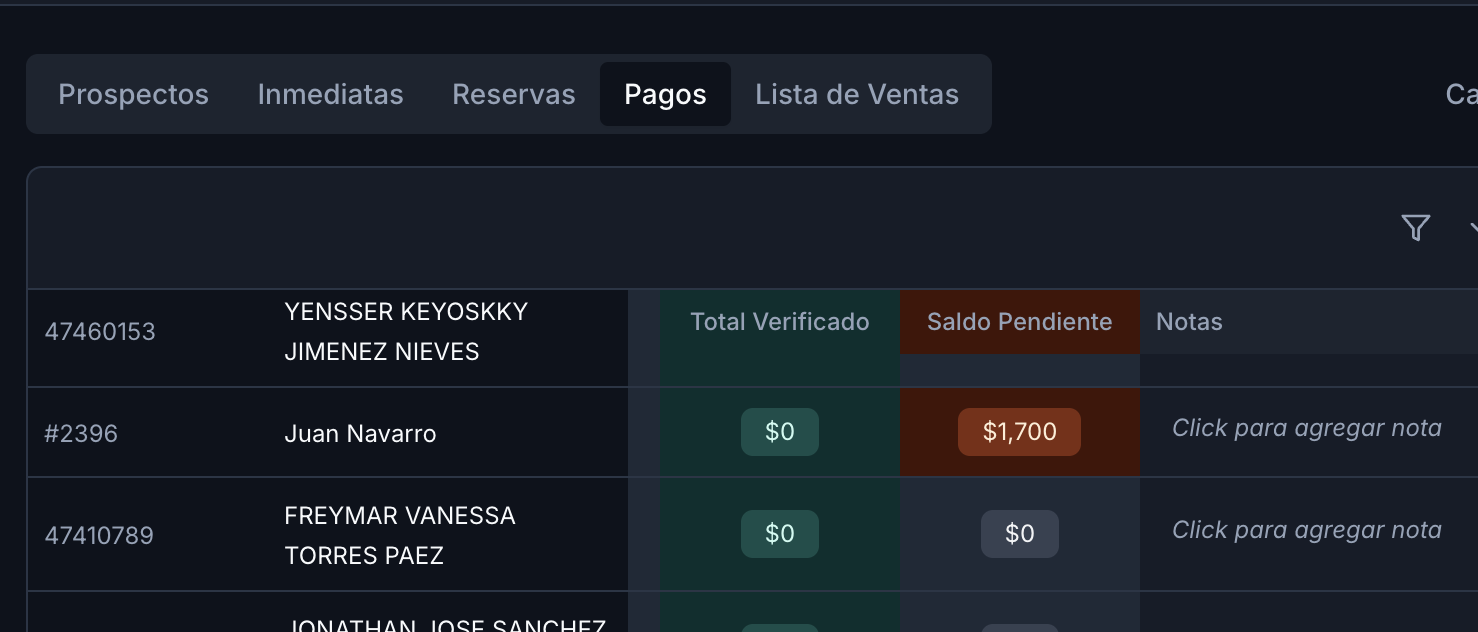 Prospectos Inmediatas Reservas Pagos Lista de Ventas
Total Verificado Saldo Pendiente Notas
47460153 YENSSER KEYOSKKY
JIMENEZ NIEVES
#2396 Juan Navarro $0 $1,700 Click para agregar nota
47410789 FREYMAR VANESSA
TORRES PAEZ $0 $0 Click para agregar nota
JONATHAN JOSE SANCHEZ